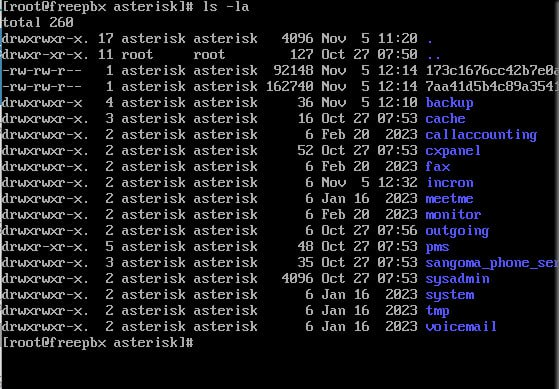 [root@freepbx asterisk]# ls -la
total 260
drwxrwxr-x. 17 asterisk asterisk 4096 Nov 5 11:20 .
drwxr-xr-x. 11 root root 127 Oct 27 07:50 ..
-rw-rw-r-- 1 asterisk asterisk 92148 Nov 5 12:14 173c1676cc42b7e0a
-rw-rw-r-- 1 asterisk asterisk 162740 Nov 5 12:14 7aa41d5b4c89a3541
drwxrwxr-x 4 asterisk asterisk 36 Nov 5 12:10 backup
drwxrwxr-x. 3 asterisk asterisk 16 Oct 27 07:53 cache
drwxrwxr-x. 2 asterisk asterisk 6 Feb 20 2023 callaccounting
drwxrwxr-x. 2 asterisk asterisk 52 Oct 27 07:53 cxpanel
drwxrwxr-x. 2 asterisk asterisk 6 Feb 20 2023 fax
drwxrwxr-x. 2 asterisk asterisk 6 Nov 5 12:32 incron
drwxrwxr-x. 2 asterisk asterisk 6 Jan 16 2023 meetme
drwxrwxr-x. 2 asterisk asterisk 6 Feb 20 2023 monitor
drwxrwxr-x. 2 asterisk asterisk 6 Oct 27 07:56 outgoing
drwxr-xr-x. 5 asterisk asterisk 48 Oct 27 07:53 pms
drwxrwxr-x. 3 asterisk asterisk 35 Oct 27 07:53 sangoma_phone_ser
drwxrwxr-x. 2 asterisk asterisk 4096 Oct 27 07:53 sysadmin
drwxrwxr-x. 2 asterisk asterisk 6 Jan 16 2023 system
drwxrwxr-x. 2 asterisk asterisk 6 Jan 16 2023 tmp
drwxrwxr-x. 2 asterisk asterisk 6 Jan 16 2023 voicemail
[root@freepbx asterisk]#